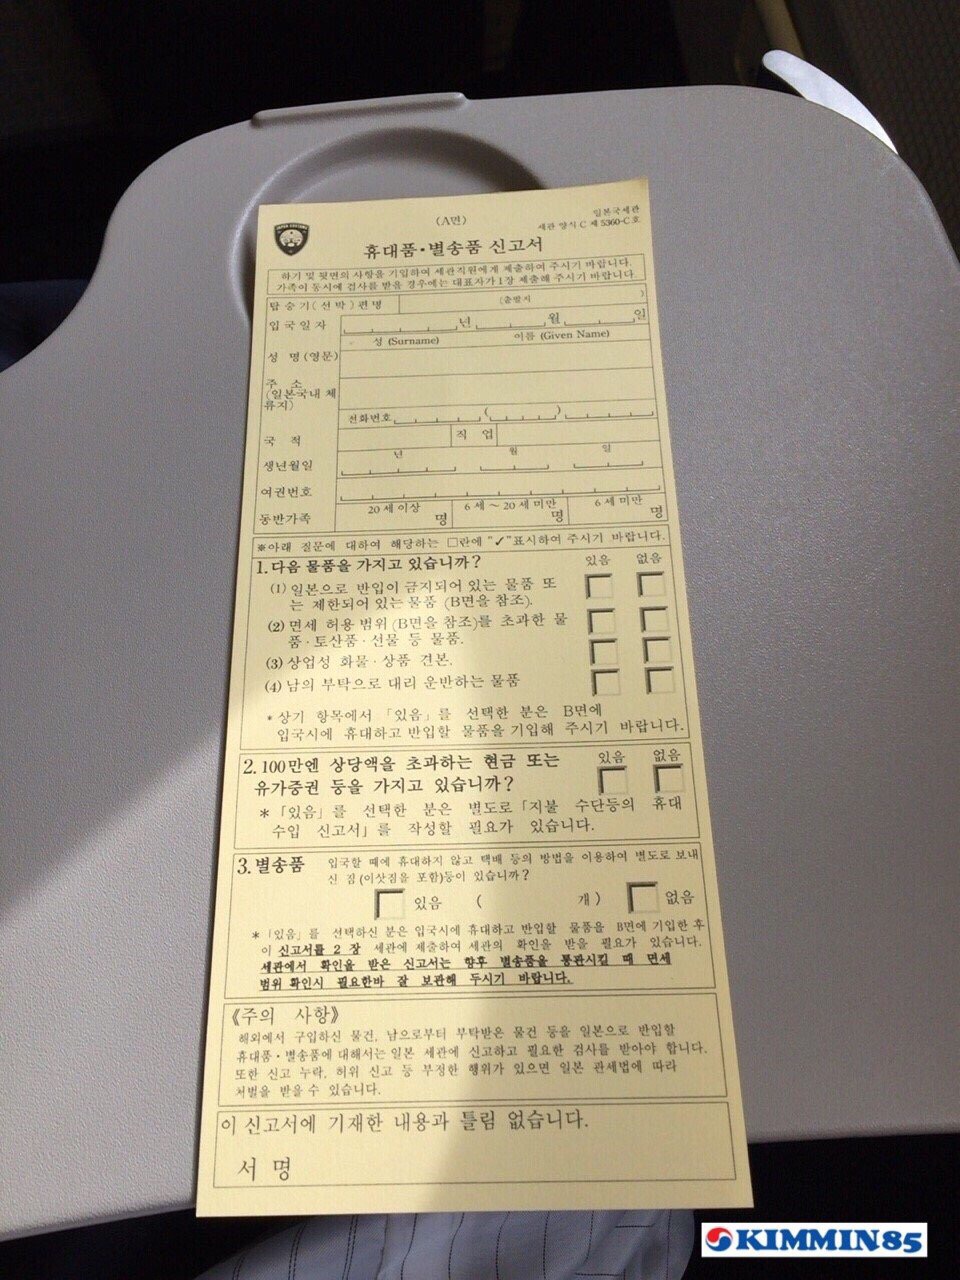 (A면)
일본국세관
세관 양식 C 제 5360-C 호
휴대품·별송품 신고서
하기 및 뒷면의 사항을 기입하여 세관직원에게 제출하여 주시기 바랍니다.
가족이 동시에 검사를 받을 경우에는 대표자가 1장 제출해 주시기 바랍니다.
탑승기(선박)편명 (출발지 )
입국일자 년 월 일
성 (Surname) 이름 (Given Name)
성 명(영문)
주 소
(일본국내 체
류지)
전화번호 ( )
국 적 직 업
년 월 일
생년월일
여권번호
20세이상 6세~20세 미만 6세 미만
동반가족 명 명 명
※아래 질문에 대하여 해당하는 □란에 "✓"표시하여 주시기 바랍니다.
1.다음 물품을 가지고 있습니까? 있음 없음
(1) 일본으로 반입이 금지되어 있는 물품 또
는 제한되어 있는 물품 (B면을 참조).
(2) 면세 허용 범위 (B면을 참조)를 초과한 물
품·토산품·선물 등 물품.
(3) 상업성 화물·상품 견본.
(4) 남의 부탁으로 대리 운반하는 물품
* 상기 항목에서 「있음」를 선택한 분은 B면에
입국시에 휴대하고 반입할 물품을 기입해 주시기 바랍니다.
2. 100만엔 상당액을 초과하는 현금 또는 있음 없음
유가증권 등을 가지고 있습니까?
* 「있음」를 선택한 분은 별도로 「지불 수단등의 휴대
수입 신고서」를 작성할 필요가 있습니다.
3. 별송품 입국할 때에 휴대하지 않고 택배 등의 방법을 이용하여 별도로 보내
신 짐 (이삿짐을 포함)등이 있습니까?
있음 ( 개) 없음
* 「있음」를 선택하신 분은 입국시에 휴대하고 반입할 물품을 B면에 기입한 후
이 신고서를 2 장 세관에 제출하여 세관의 확인을 받을 필요가 있습니다.
세관에서 확인을 받은 신고서는 향후 별송품을 통관시킬 때 면세
범위 확인시 필요한바 잘 보관해 두시기 바랍니다.
《주의 사항》
해외에서 구입하신 물건, 남으로부터 부탁받은 물건 등을 일본으로 반입할
휴대품·별송품에 대해서는 일본 세관에 신고하고 필요한 검사를 받아야 합니다.
또한 신고 누락, 허위 신고 등 부정한 행위가 있으면 일본 관세법에 따라
처벌을 받을 수 있습니다.
이 신고서에 기재한 내용과 틀림 없습니다.
서 명
KIMMIN85